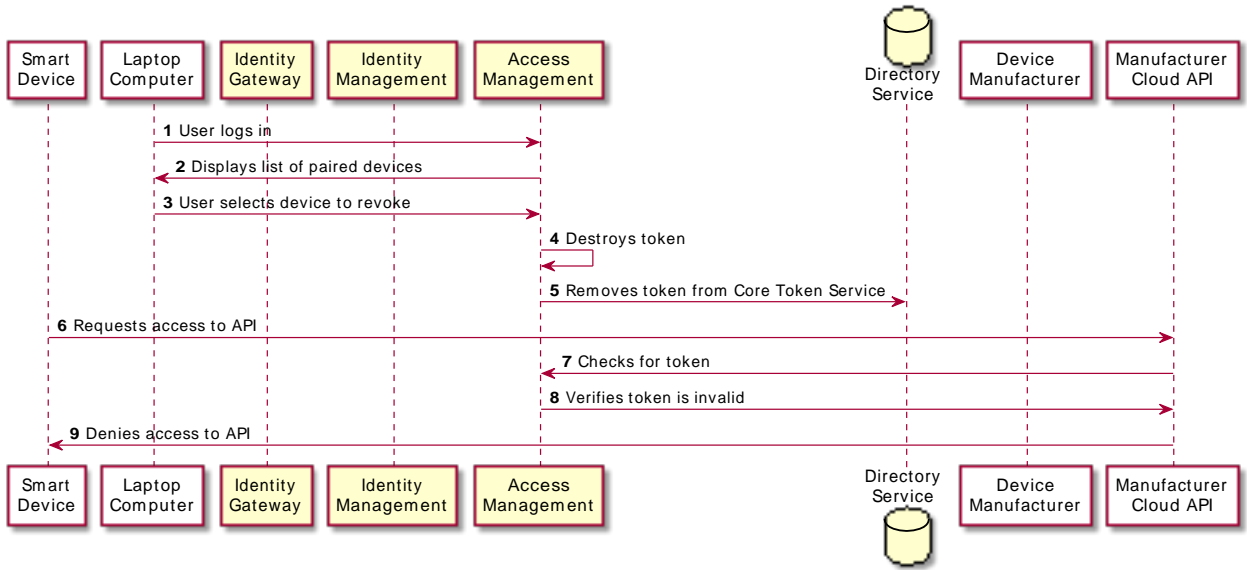 Smart
Device
Laptop
Computer
Identity
Gateway
Identity
Management
Access
Management
Directory
Service
Device
Manufacturer
Manufacturer
Cloud API
1 User logs in
2 Displays list of paired devices
3 User selects device to revoke
4 Destroys token
5 Removes token from Core Token Service
6 Requests access to API
7 Checks for token
8 Verifies token is invalid
9 Denies access to API
Smart
Device
Laptop
Computer
Identity
Gateway
Identity
Management
Access
Management
Directory
Service
Device
Manufacturer
Manufacturer
Cloud API